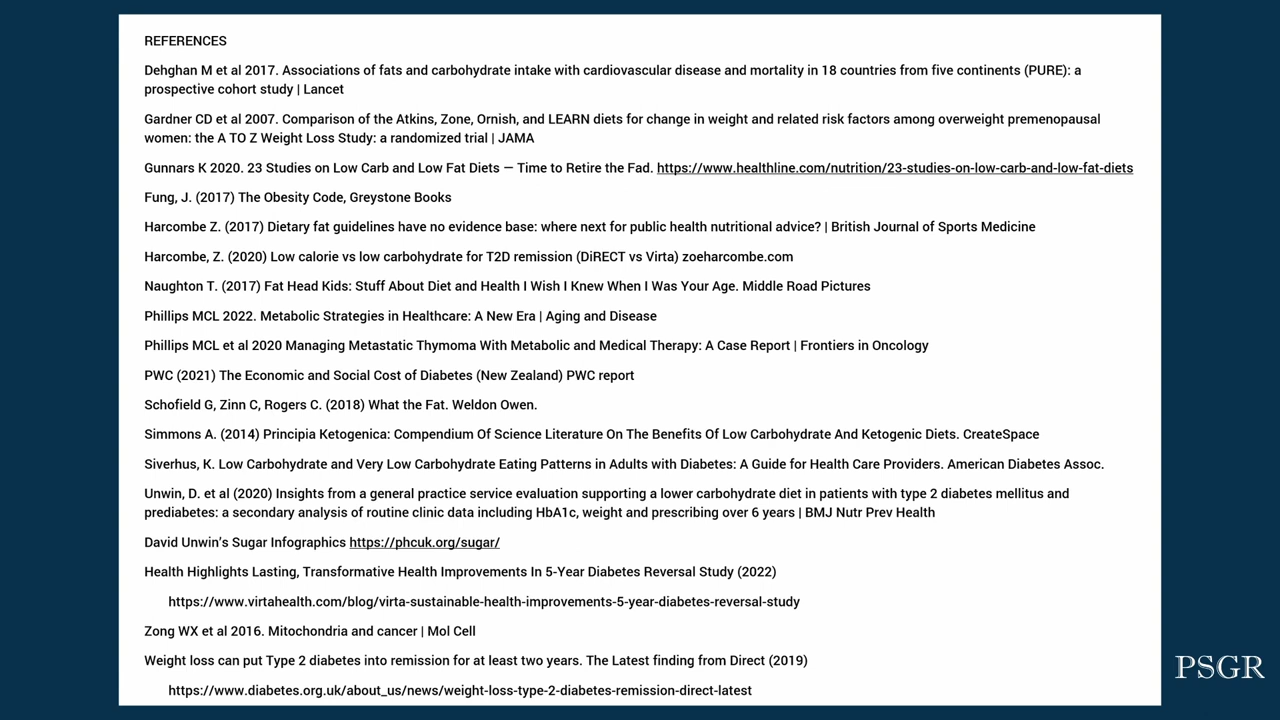 REFERENCES
Dehghan M et al 2017. Associations of fats and carbohydrate intake with cardiovascular disease and mortality in 18 countries from five continents (PURE): a
prospective cohort study | Lancet
Gardner CD et al 2007. Comparison of the Atkins, Zone, Ornish, and LEARN diets for change in weight and related risk factors among overweight premenopausal
women: the A TO Z Weight Loss Study: a randomized trial | JAMA
Gunnars K 2020. 23 Studies on Low Carb and Low Fat Diets — Time to Retire the Fad. https://www.healthline.com/nutrition/23-studies-on-low-carb-and-low-fat-diets
Fung, J. (2017) The Obesity Code, Greystone Books
Harcombe Z. (2017) Dietary fat guidelines have no evidence base: where next for public health nutritional advice? | British Journal of Sports Medicine
Harcombe, Z. (2020) Low calorie vs low carbohydrate for T2D remission (DiRECT vs Virta) zoeharcombe.com
Naughton T. (2017) Fat Head Kids: Stuff About Diet and Health I Wish I Knew When I Was Your Age. Middle Road Pictures
Phillips MCL 2022. Metabolic Strategies in Healthcare: A New Era | Aging and Disease
Phillips MCL et al 2020 Managing Metastatic Thymoma With Metabolic and Medical Therapy: A Case Report | Frontiers in Oncology
PWC (2021) The Economic and Social Cost of Diabetes (New Zealand) PWC report
Schofield G, Zinn C, Rogers C. (2018) What the Fat. Weldon Owen.
Simmons A. (2014) Principia Ketogenica: Compendium Of Science Literature On The Benefits Of Low Carbohydrate And Ketogenic Diets. CreateSpace
Siverhus, K. Low Carbohydrate and Very Low Carbohydrate Eating Patterns in Adults with Diabetes: A Guide for Health Care Providers. American Diabetes Assoc.
Unwin, D. et al (2020) Insights from a general practice service evaluation supporting a lower carbohydrate diet in patients with type 2 diabetes mellitus and
prediabetes: a secondary analysis of routine clinic data including HbA1c, weight and prescribing over 6 years | BMJ Nutr Prev Health
David Unwin's Sugar Infographics https://phcuk.org/sugar/
Health Highlights Lasting, Transformative Health Improvements In 5-Year Diabetes Reversal Study (2022)
https://www.virtahealth.com/blog/virta-sustainable-health-improvements-5-year-diabetes-reversal-study
Zong WX et al 2016. Mitochondria and cancer | Mol Cell
Weight loss can put Type 2 diabetes into remission for at least two years. The Latest finding from Direct (2019)
https://www.diabetes.org.uk/about_us/news/weight-loss-type-2-diabetes-remission-direct-latest
PSGR